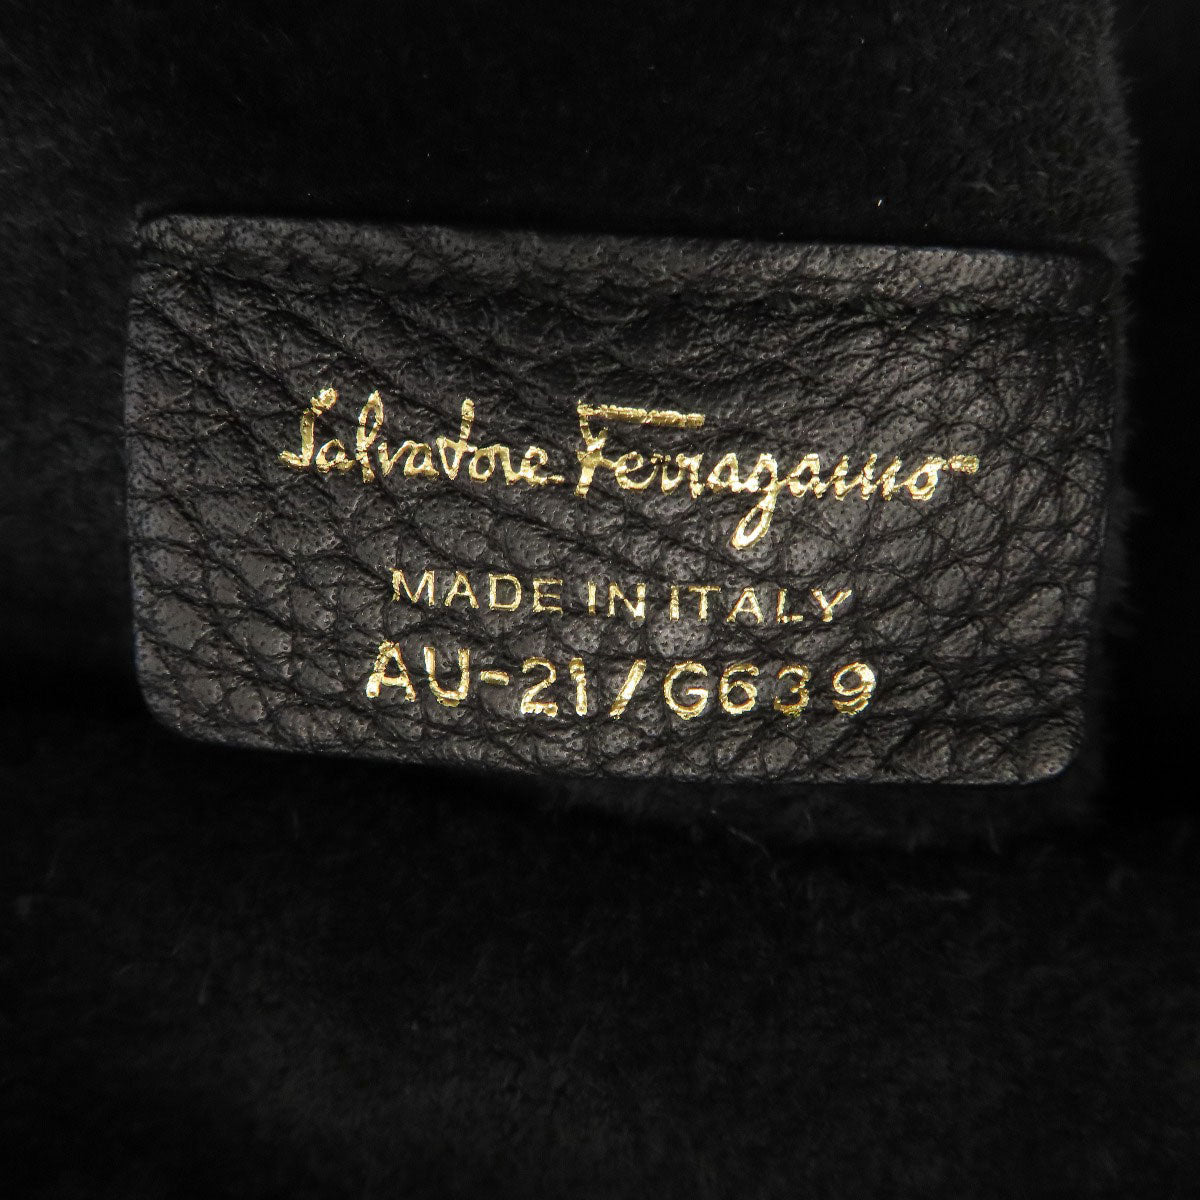 Salvatore Ferragamo
MADE IN ITALY
AU-21/G639